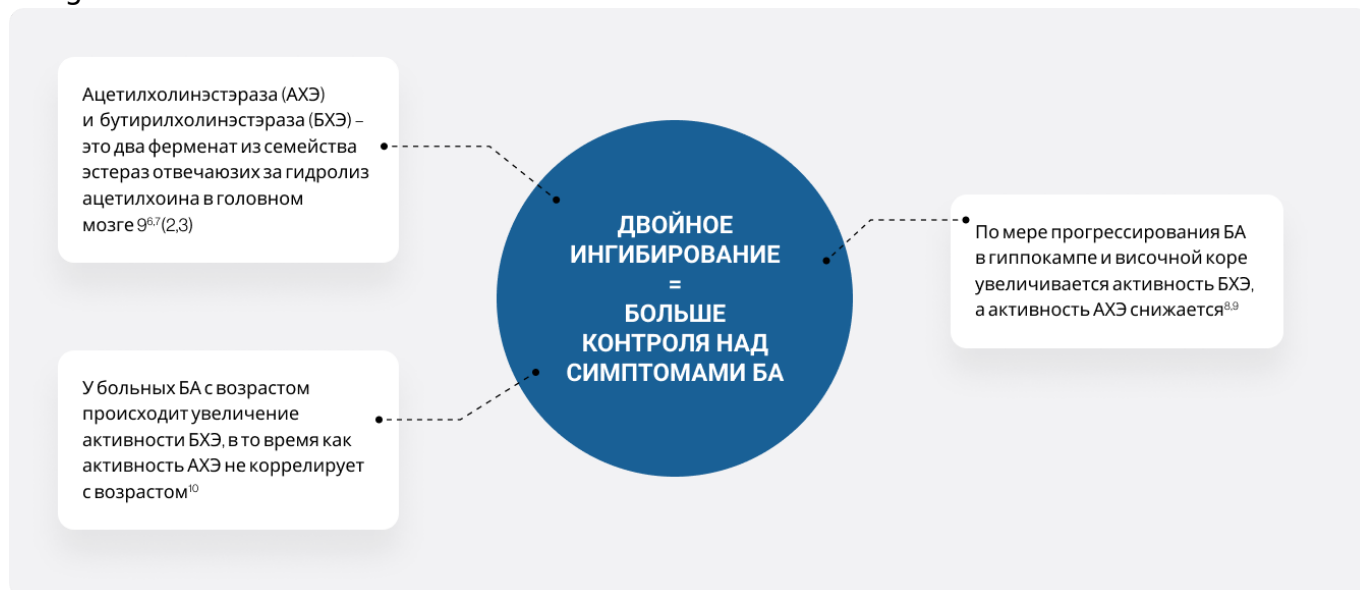 Ацетилхолинэстэраза (АХЭ)
и бутирилхолинэстэраза (БХЭ) –
это два ферменат из семейства
эстераз отвечаюзих за гидролиз
ацетилхоина в головном
мозге 9⁶·⁷(2,3)
У больных БА с возрастом
происходит увеличение
активности БХЭ, в то время как
активность АХЭ не коррелирует
с возрастом¹⁰
ДВОЙНОЕ
ИНГИБИРОВАНИЕ
=
БОЛЬШЕ
КОНТРОЛЯ НАД
СИМПТОМАМИ БА
По мере прогрессирования БА
в гиппокампе и височной коре
увеличивается активность БХЭ,
а активность АХЭ снижается⁸,⁹